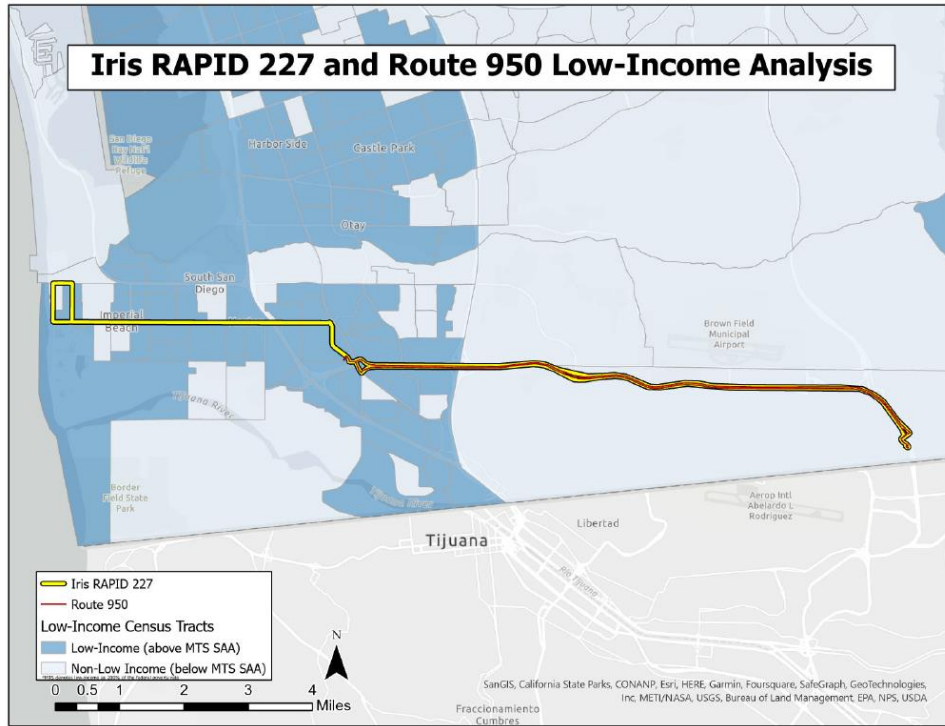 Iris RAPID 227 and Route 950 Low-Income Analysis
San Diego
Bay Nat'l
Wildlife
Refuge
Harbor Side
Castle Park
Otay
South San
Diego
Imperial
Beach
Brown Field
Municipal
Airport
Tijuana River
Border
Field State
Park
Tijuana River
Aerop Intl
Abelardo L
Rodriguez
Libertad
Tijuana
Rio Tijuana
Iris RAPID 227
Route 950
Low-Income Census Tracts
Low-Income (above MTS SAA)
Non-Low Income (below MTS SAA)
N
0 0.5 1 2 3 4
Miles
SanGIS, California State Parks, CONANP, Esri, HERE, Garmin, Foursquare, SafeGraph, GeoTechnologies,
Inc, METI/NASA, USGS, Bureau of Land Management, EPA, NPS, USDA
Fraccionamiento
Cumbres